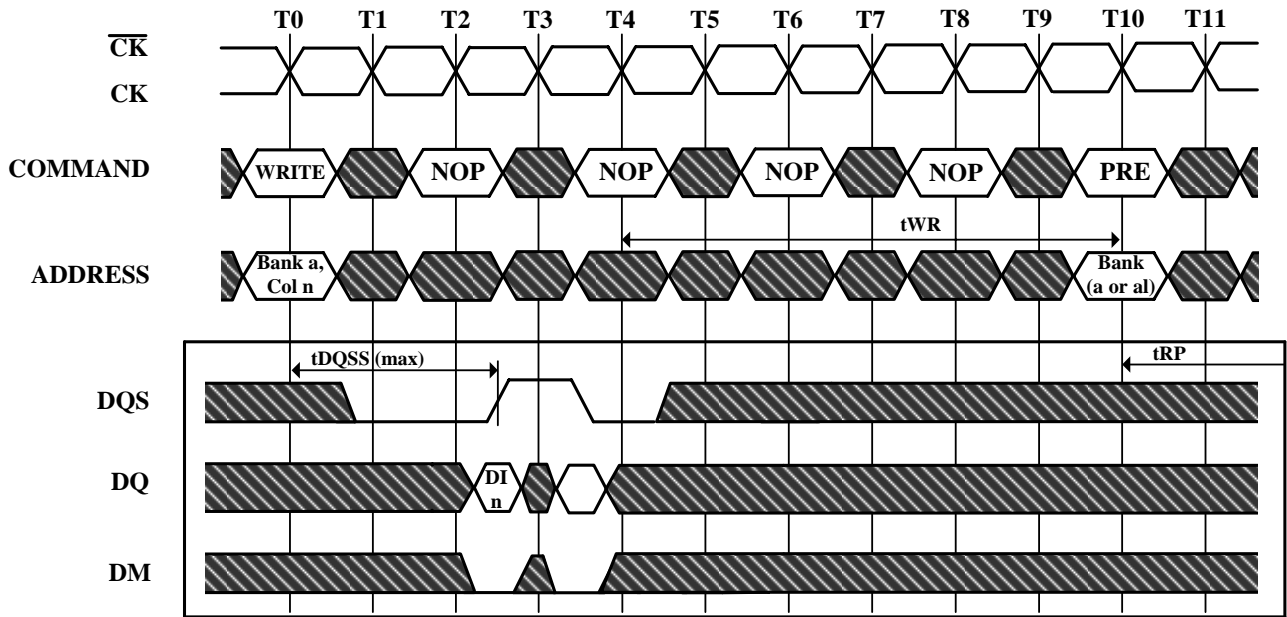 T0 T1 T2 T3 T4 T5 T6 T7 T8 T9 T10 T11
CK
CK
COMMAND WRITE NOP NOP NOP NOP PRE
tWR
ADDRESS Bank a, Bank
Col n (a or al)
tDQSS (max) tRP
DQS
DQ DI
n
DM